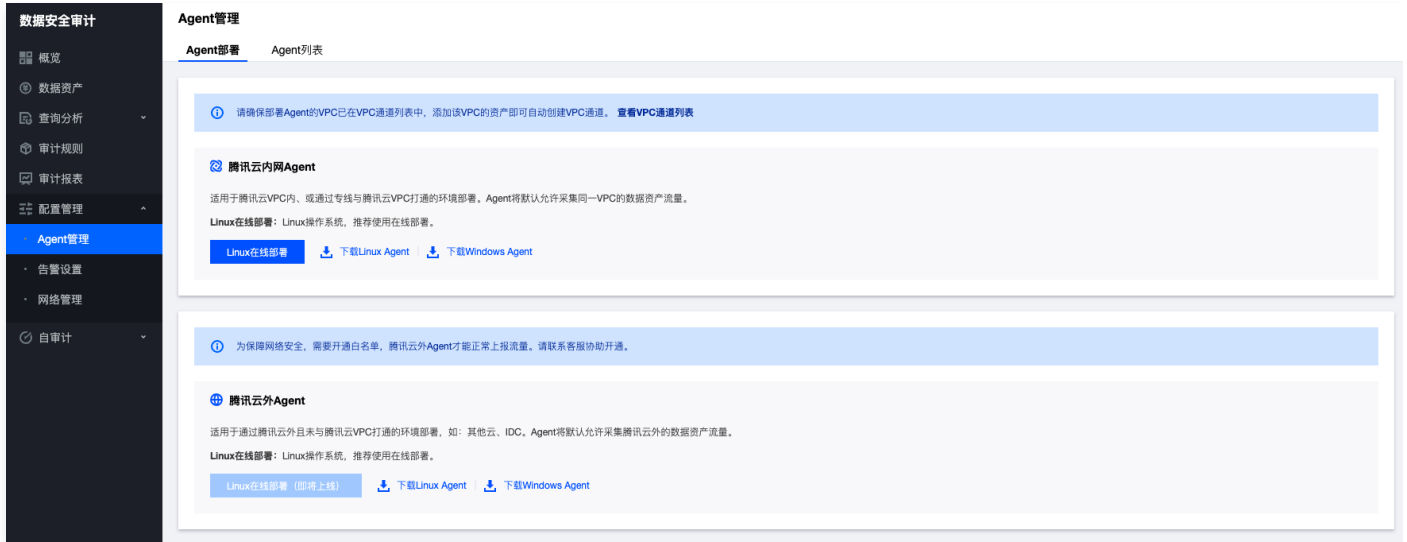 数据安全审计
概览
数据资产
查询分析
审计规则
审计报表
配置管理
Agent管理
告警设置
网络管理
自审计
Agent管理
Agent部署 Agent列表
请确保部署Agent的VPC已在VPC通道列表中，添加该VPC的资产即可自动创建VPC通道。 查看VPC通道列表
腾讯云内网Agent
适用于腾讯云VPC内、或通过专线与腾讯云VPC打通的环境部署。Agent将默认允许采集同一VPC的数据资产流量。
Linux在线部署：Linux操作系统，推荐使用在线部署。
Linux在线部署 下载Linux Agent 下载Windows Agent
为保障网络安全，需要开通白名单，腾讯云外Agent才能正常上报流量。请联系客服协助开通。
腾讯云外Agent
适用于通过腾讯云外且未与腾讯云VPC打通的环境部署，如：其他云、IDC。Agent将默认允许采集腾讯云外的数据资产流量。
Linux在线部署：Linux操作系统，推荐使用在线部署。
Linux在线部署（即将上线） 下载Linux Agent 下载Windows Agent